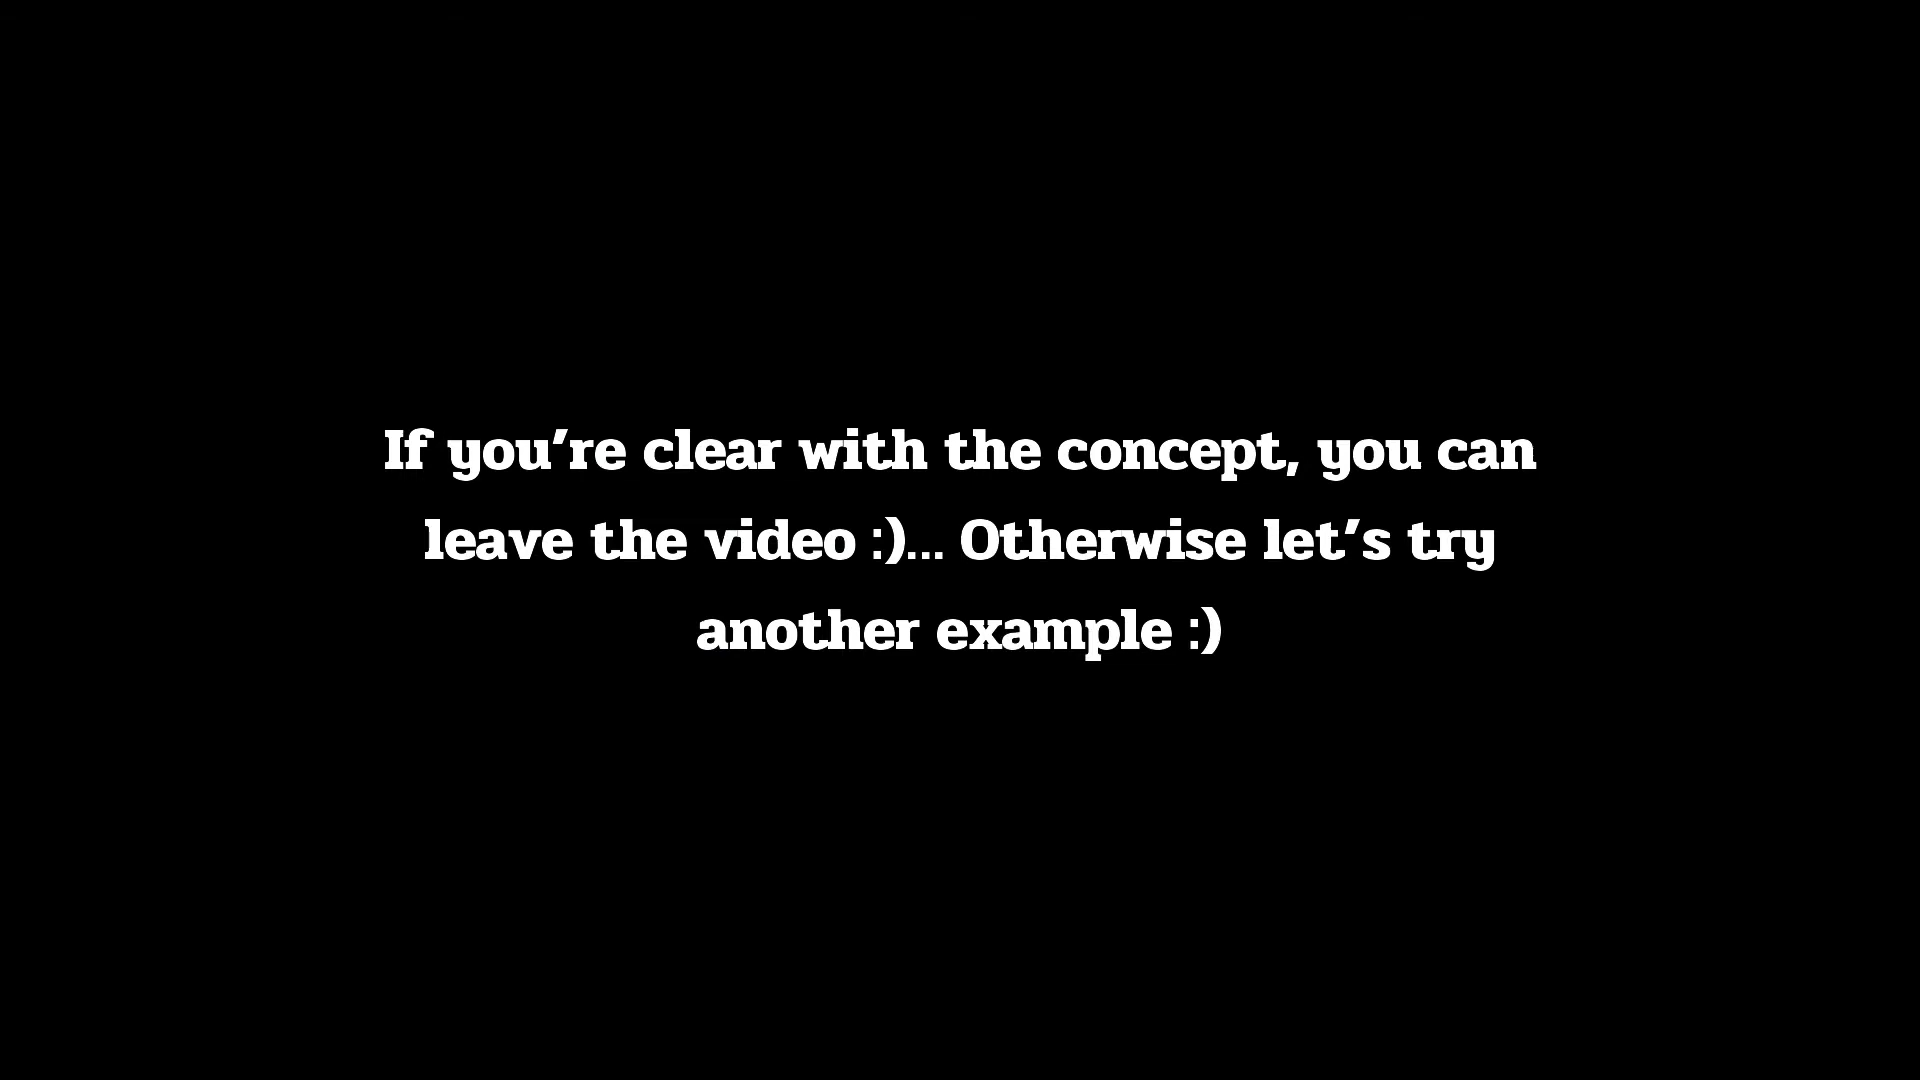 If you're clear with the concept, you can
leave the video :)... Otherwise let's try
another example :)